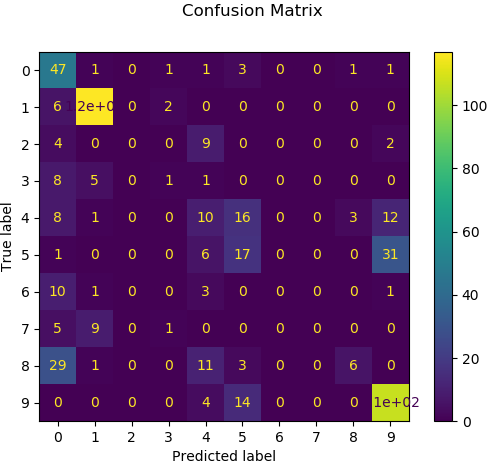 Confusion Matrix
0 47 1 0 1 1 3 0 0 1 1
1 6 2e+0 0 2 0 0 0 0 0 0
2 4 0 0 0 9 0 0 0 0 2
3 8 5 0 1 1 0 0 0 0 0
4 8 1 0 0 10 16 0 0 3 12
5 1 0 0 0 6 17 0 0 0 31
6 10 1 0 0 3 0 0 0 0 1
7 5 9 0 1 0 0 0 0 0 0
8 29 1 0 0 11 3 0 0 6 0
9 0 0 0 0 4 14 0 0 0 1e+02
0 1 2 3 4 5 6 7 8 9
Predicted label
True label
100
80
60
40
20
0